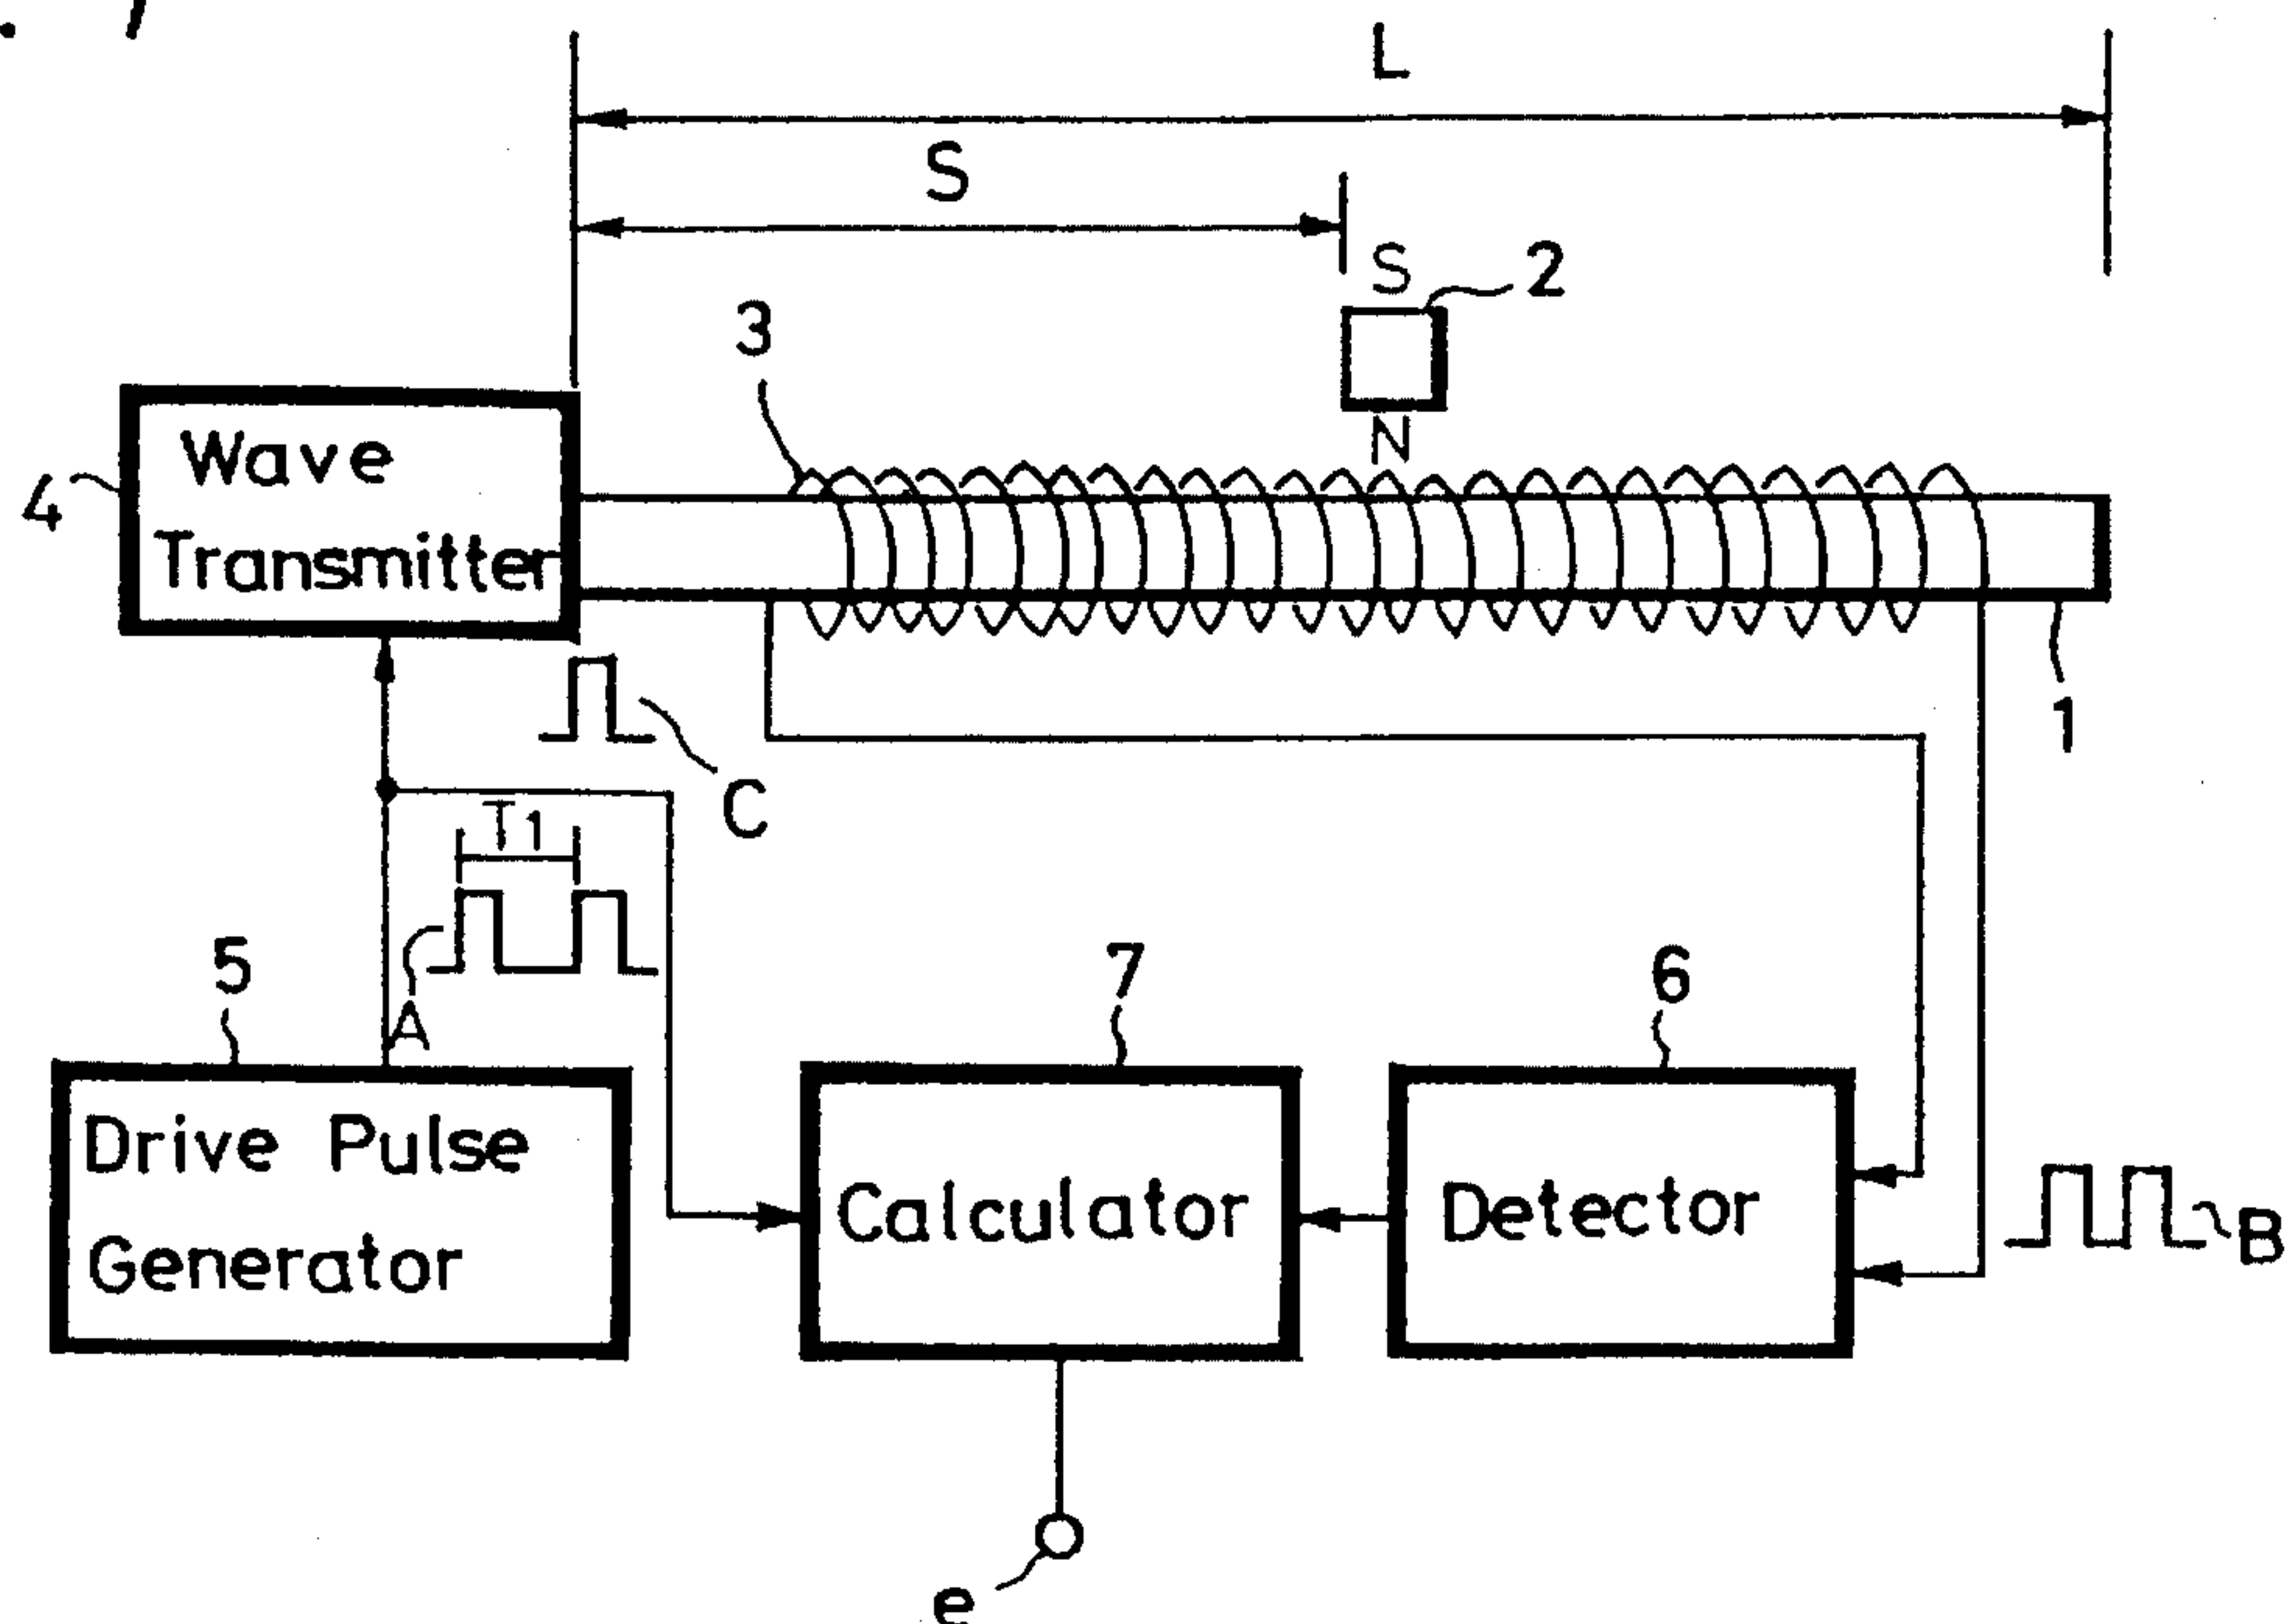 L
S
S
2
3
N
Wave
Transmitter
4
1
C
T1
A
5
7
6
Drive Pulse
Generator
Calculator
Detector
B
e